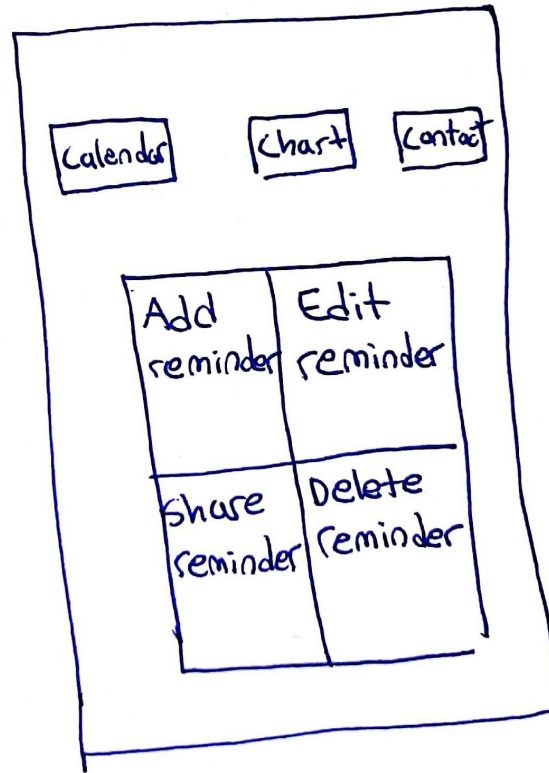 Calendar
Chart
Contact
Add
reminder
Edit
reminder
Share
reminder
Delete
reminder